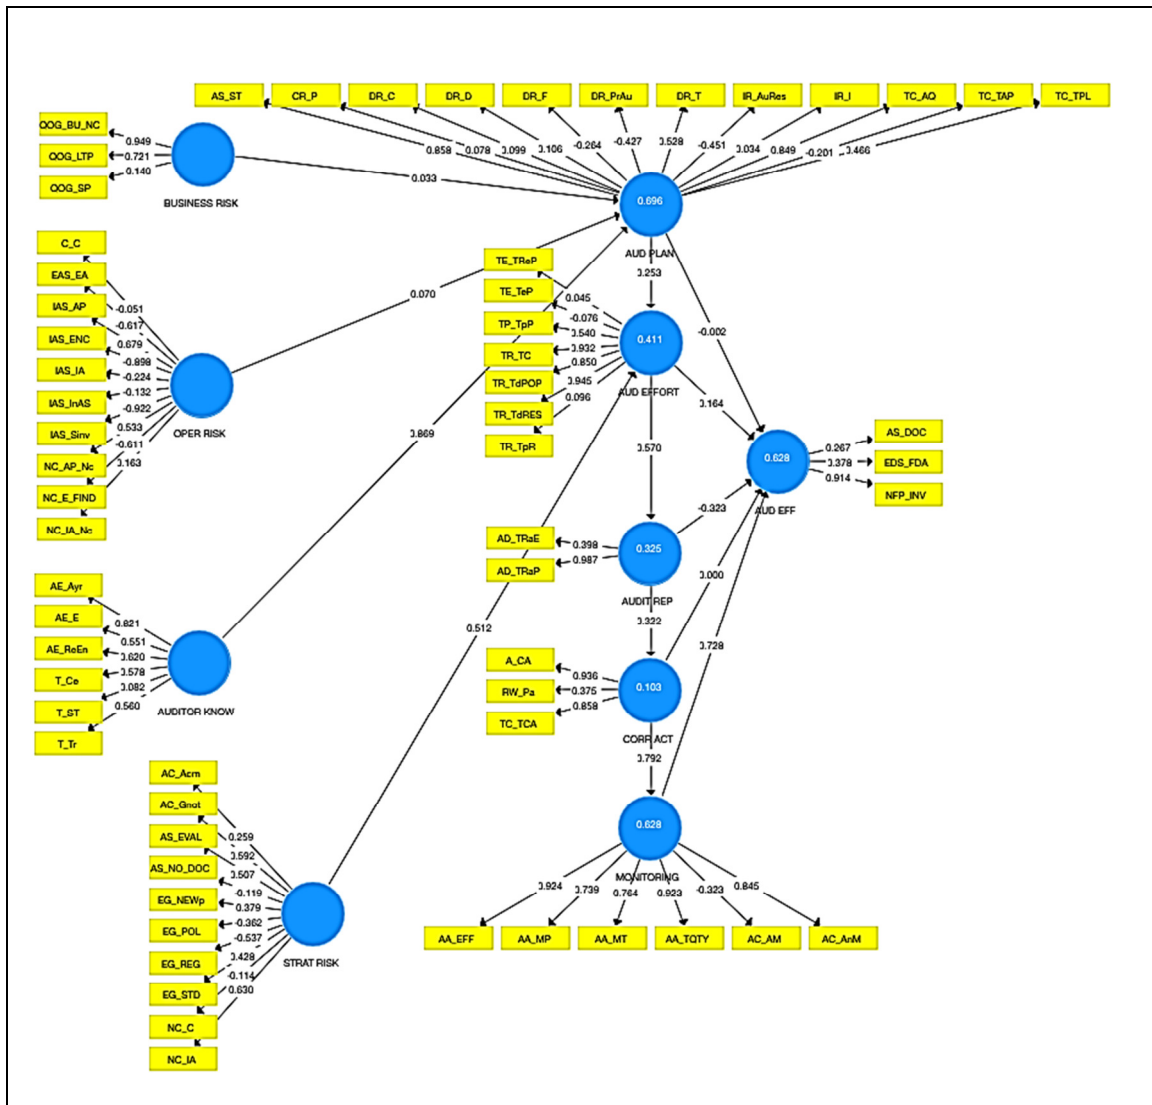 AS_ST CR_P DR_C DR_D DR_F DR_PrAu DR_T IR_AuRes IR_I TC_AQ TC_TAP TC_TPL
0.858 0.078 0.099 0.106 -0.264 -0.427 0.528 -0.451 0.034 0.849 -0.201 0.466
QOG_BU_NC
QOG_LTP
QOG_SP
0.949
0.721
0.140
BUSINESS RISK
0.033
0.696
AUD PLAN
C_C
EAS_EA
IAS_AP
IAS_ENC
IAS_IA
IAS_InAS
IAS_Sinv
NC_AP_Nc
NC_E_FIND
NC_IA_Nc
-0.051
-0.617
0.679
-0.898
-0.224
-0.132
-0.922
0.533
-0.611
0.163
OPER RISK
0.070
TE_TReP
TE_TeP
TP_TpP
TR_TC
TR_TdPOP
TR_TdRES
TR_TpR
0.045
-0.076
0.540
0.932
0.850
0.945
0.096
0.253
0.411
AUD EFFORT
-0.002
0.164
0.570
0.869
0.628
AUD EFF
0.267
0.378
0.914
AS_DOC
EDS_FDA
NFP_INV
AD_TRaE
AD_TRaP
0.398
0.987
0.325
AUDIT REP
-0.323
0.322
0.000
AE_Ayr
AE_E
AE_ReEn
T_Ce
T_ST
T_Tr
0.821
0.551
0.620
0.578
0.082
0.560
AUDITOR KNOW
0.512
A_CA
RW_Pa
TC_TCA
0.936
0.375
0.858
0.103
CORR ACT
0.728
0.792
AC_Acm
AC_Gnot
AS_EVAL
AS_NO_DOC
EG_NEWp
EG_POL
EG_REG
EG_STD
NC_C
NC_IA
0.259
0.592
0.507
-0.119
0.379
-0.362
-0.537
0.428
-0.114
0.630
STRAT RISK
0.628
MONITORING
0.924 0.739 0.764 0.923 -0.323 0.845
AA_EFF AA_MP AA_MT AA_TQTY AC_AM AC_AnM